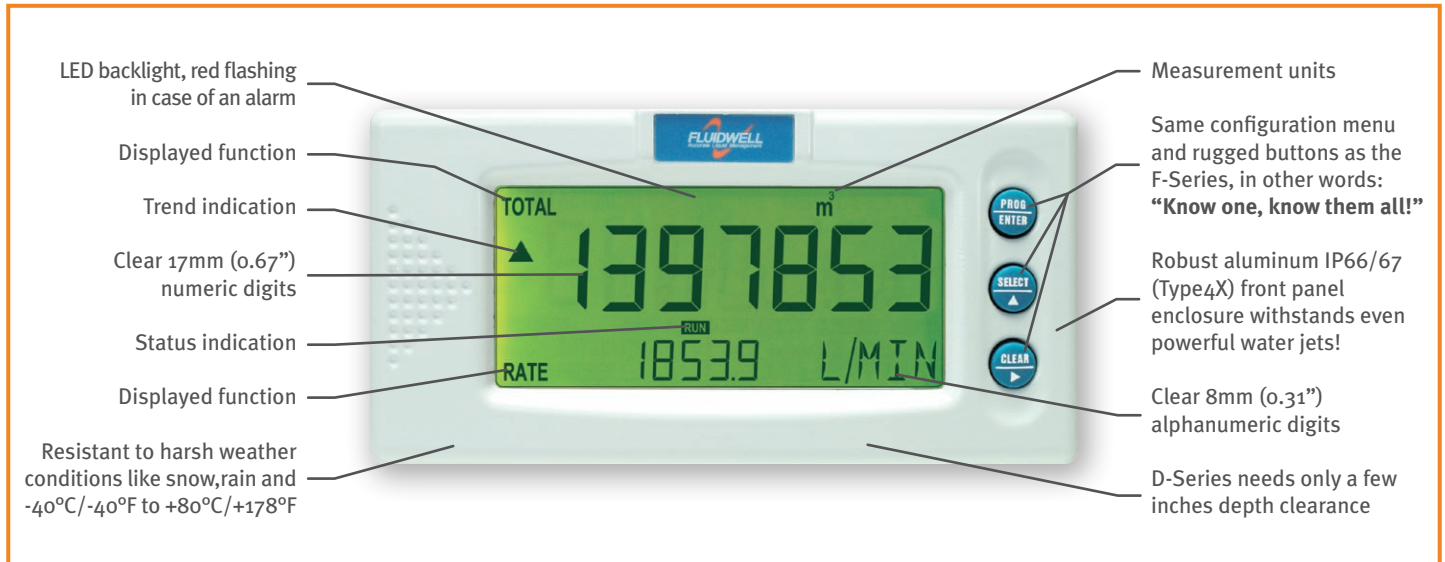 LED backlight, red flashing
in case of an alarm
Displayed function
Trend indication
Clear 17mm (0.67”)
numeric digits
Status indication
Displayed function
Resistant to harsh weather
conditions like snow,rain and
-40°C/-40°F to +80°C/+178°F
FLUIDWELL
Accurate Liquid Management
TOTAL
m³
1397853
RUN
RATE
1853.9 L/MIN
PROG
ENTER
SELECT
CLEAR
Measurement units
Same configuration menu
and rugged buttons as the
F-Series, in other words:
“Know one, know them all!”
Robust aluminum IP66/67
(Type4X) front panel
enclosure withstands even
powerful water jets!
Clear 8mm (0.31”)
alphanumeric digits
D-Series needs only a few
inches depth clearance